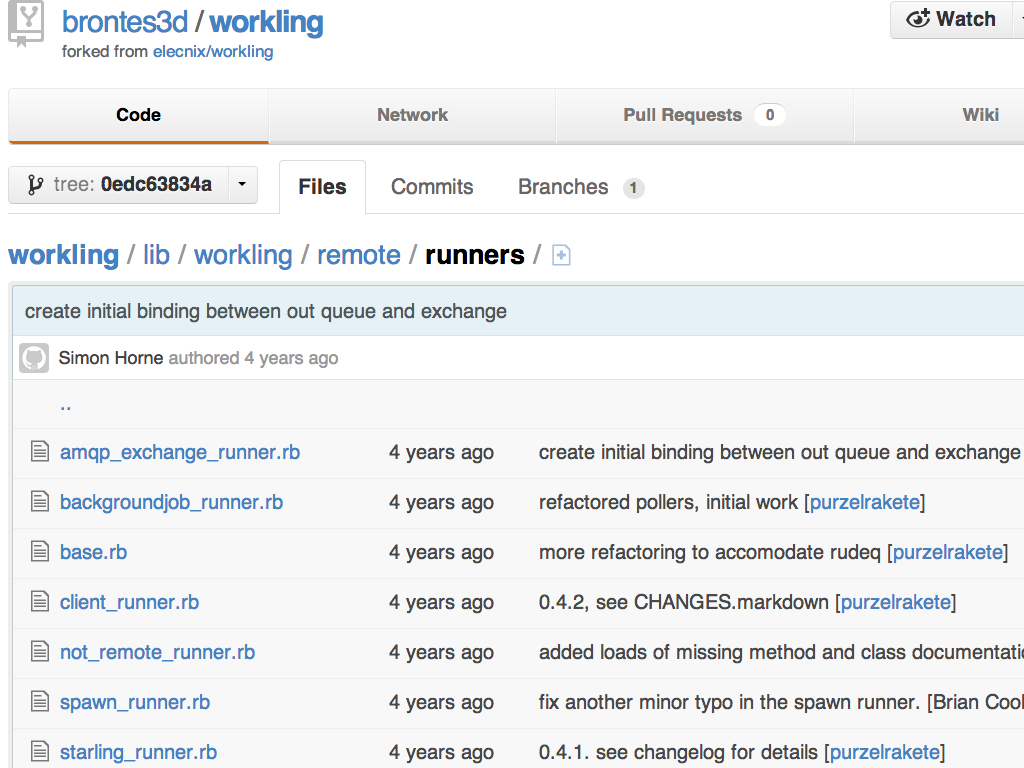 brontes3d / workling
Watch
forked from elecnix/workling
Code Network Pull Requests 0 Wiki
tree: 0edc63834a Files Commits Branches 1
workling / lib / workling / remote / runners /
create initial binding between out queue and exchange
Simon Horne authored 4 years ago
..
amqp_exchange_runner.rb 4 years ago create initial binding between out queue and exchange
backgroundjob_runner.rb 4 years ago refactored pollers, initial work [purzelrakete]
base.rb 4 years ago more refactoring to accomodate rudeq [purzelrakete]
client_runner.rb 4 years ago 0.4.2, see CHANGES.markdown [purzelrakete]
not_remote_runner.rb 4 years ago added loads of missing method and class documentati
spawn_runner.rb 4 years ago fix another minor typo in the spawn runner. [Brian Cool
starling_runner.rb 4 years ago 0.4.1. see changelog for details [purzelrakete]